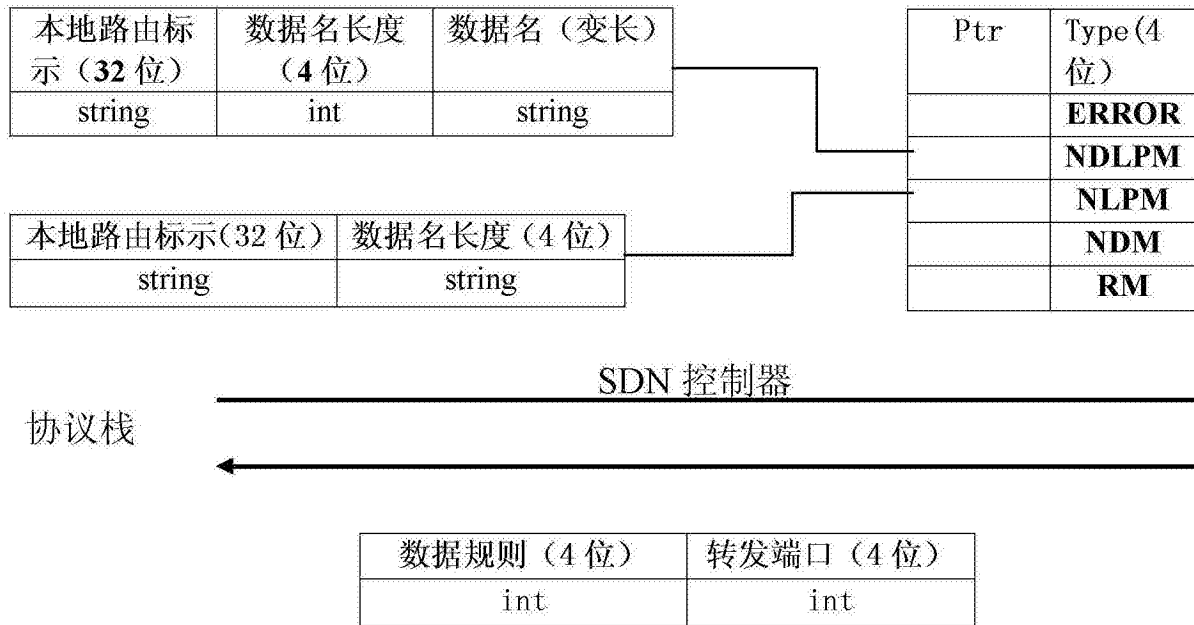 本地路由标
示（32 位）
数据名长度
（4 位）
数据名（变长）
string
int
string
Ptr
Type(4
位)
ERROR
NDLPM
NLPM
NDM
RM
本地路由标示(32 位)
数据名长度（4 位）
string
string
SDN 控制器
协议栈
数据规则（4 位）
转发端口（4 位）
int
int